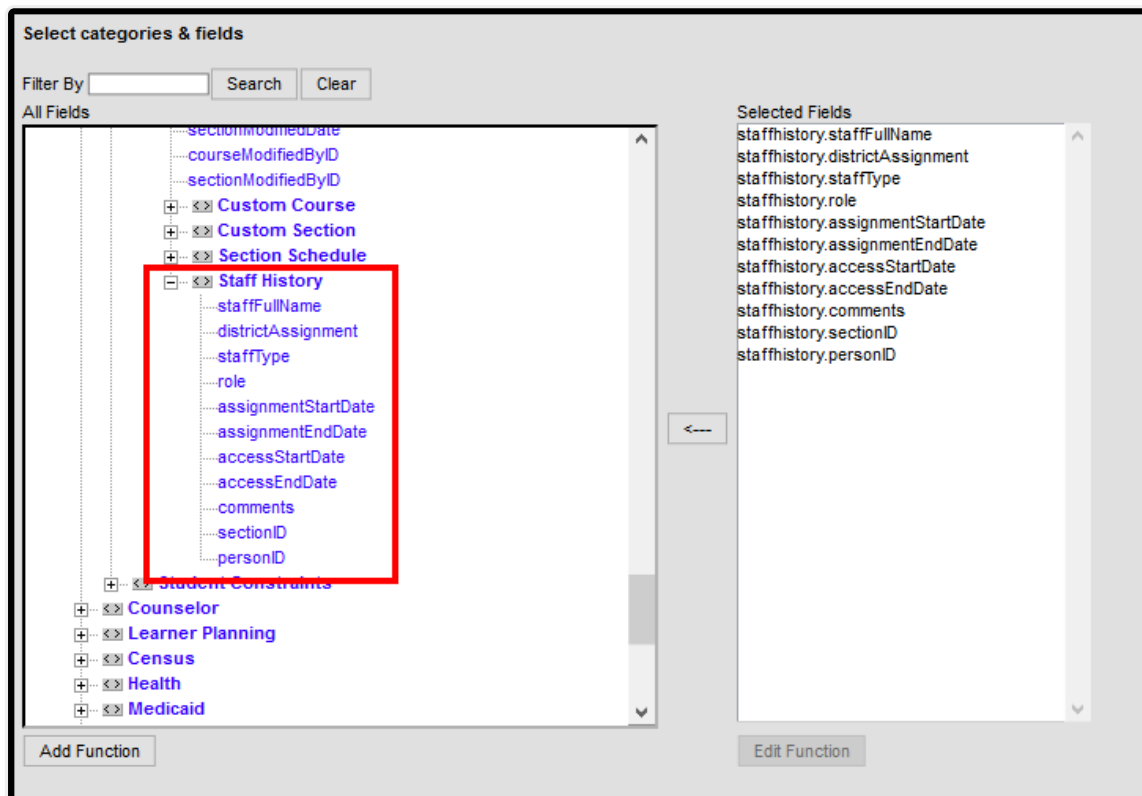 Select categories & fields
Filter By Search Clear
All Fields
sectionModifiedDate
courseModifiedByID
sectionModifiedByID
Custom Course
Custom Section
Section Schedule
Staff History
staffFullName
districtAssignment
staffType
role
assignmentStartDate
assignmentEndDate
accessStartDate
accessEndDate
comments
sectionID
personID
Student Constraints
Counselor
Learner Planning
Census
Health
Medicaid
Add Function
<---
Selected Fields
staffhistory.staffFullName
staffhistory.districtAssignment
staffhistory.staffType
staffhistory.role
staffhistory.assignmentStartDate
staffhistory.assignmentEndDate
staffhistory.accessStartDate
staffhistory.accessEndDate
staffhistory.comments
staffhistory.sectionID
staffhistory.personID
Edit Function